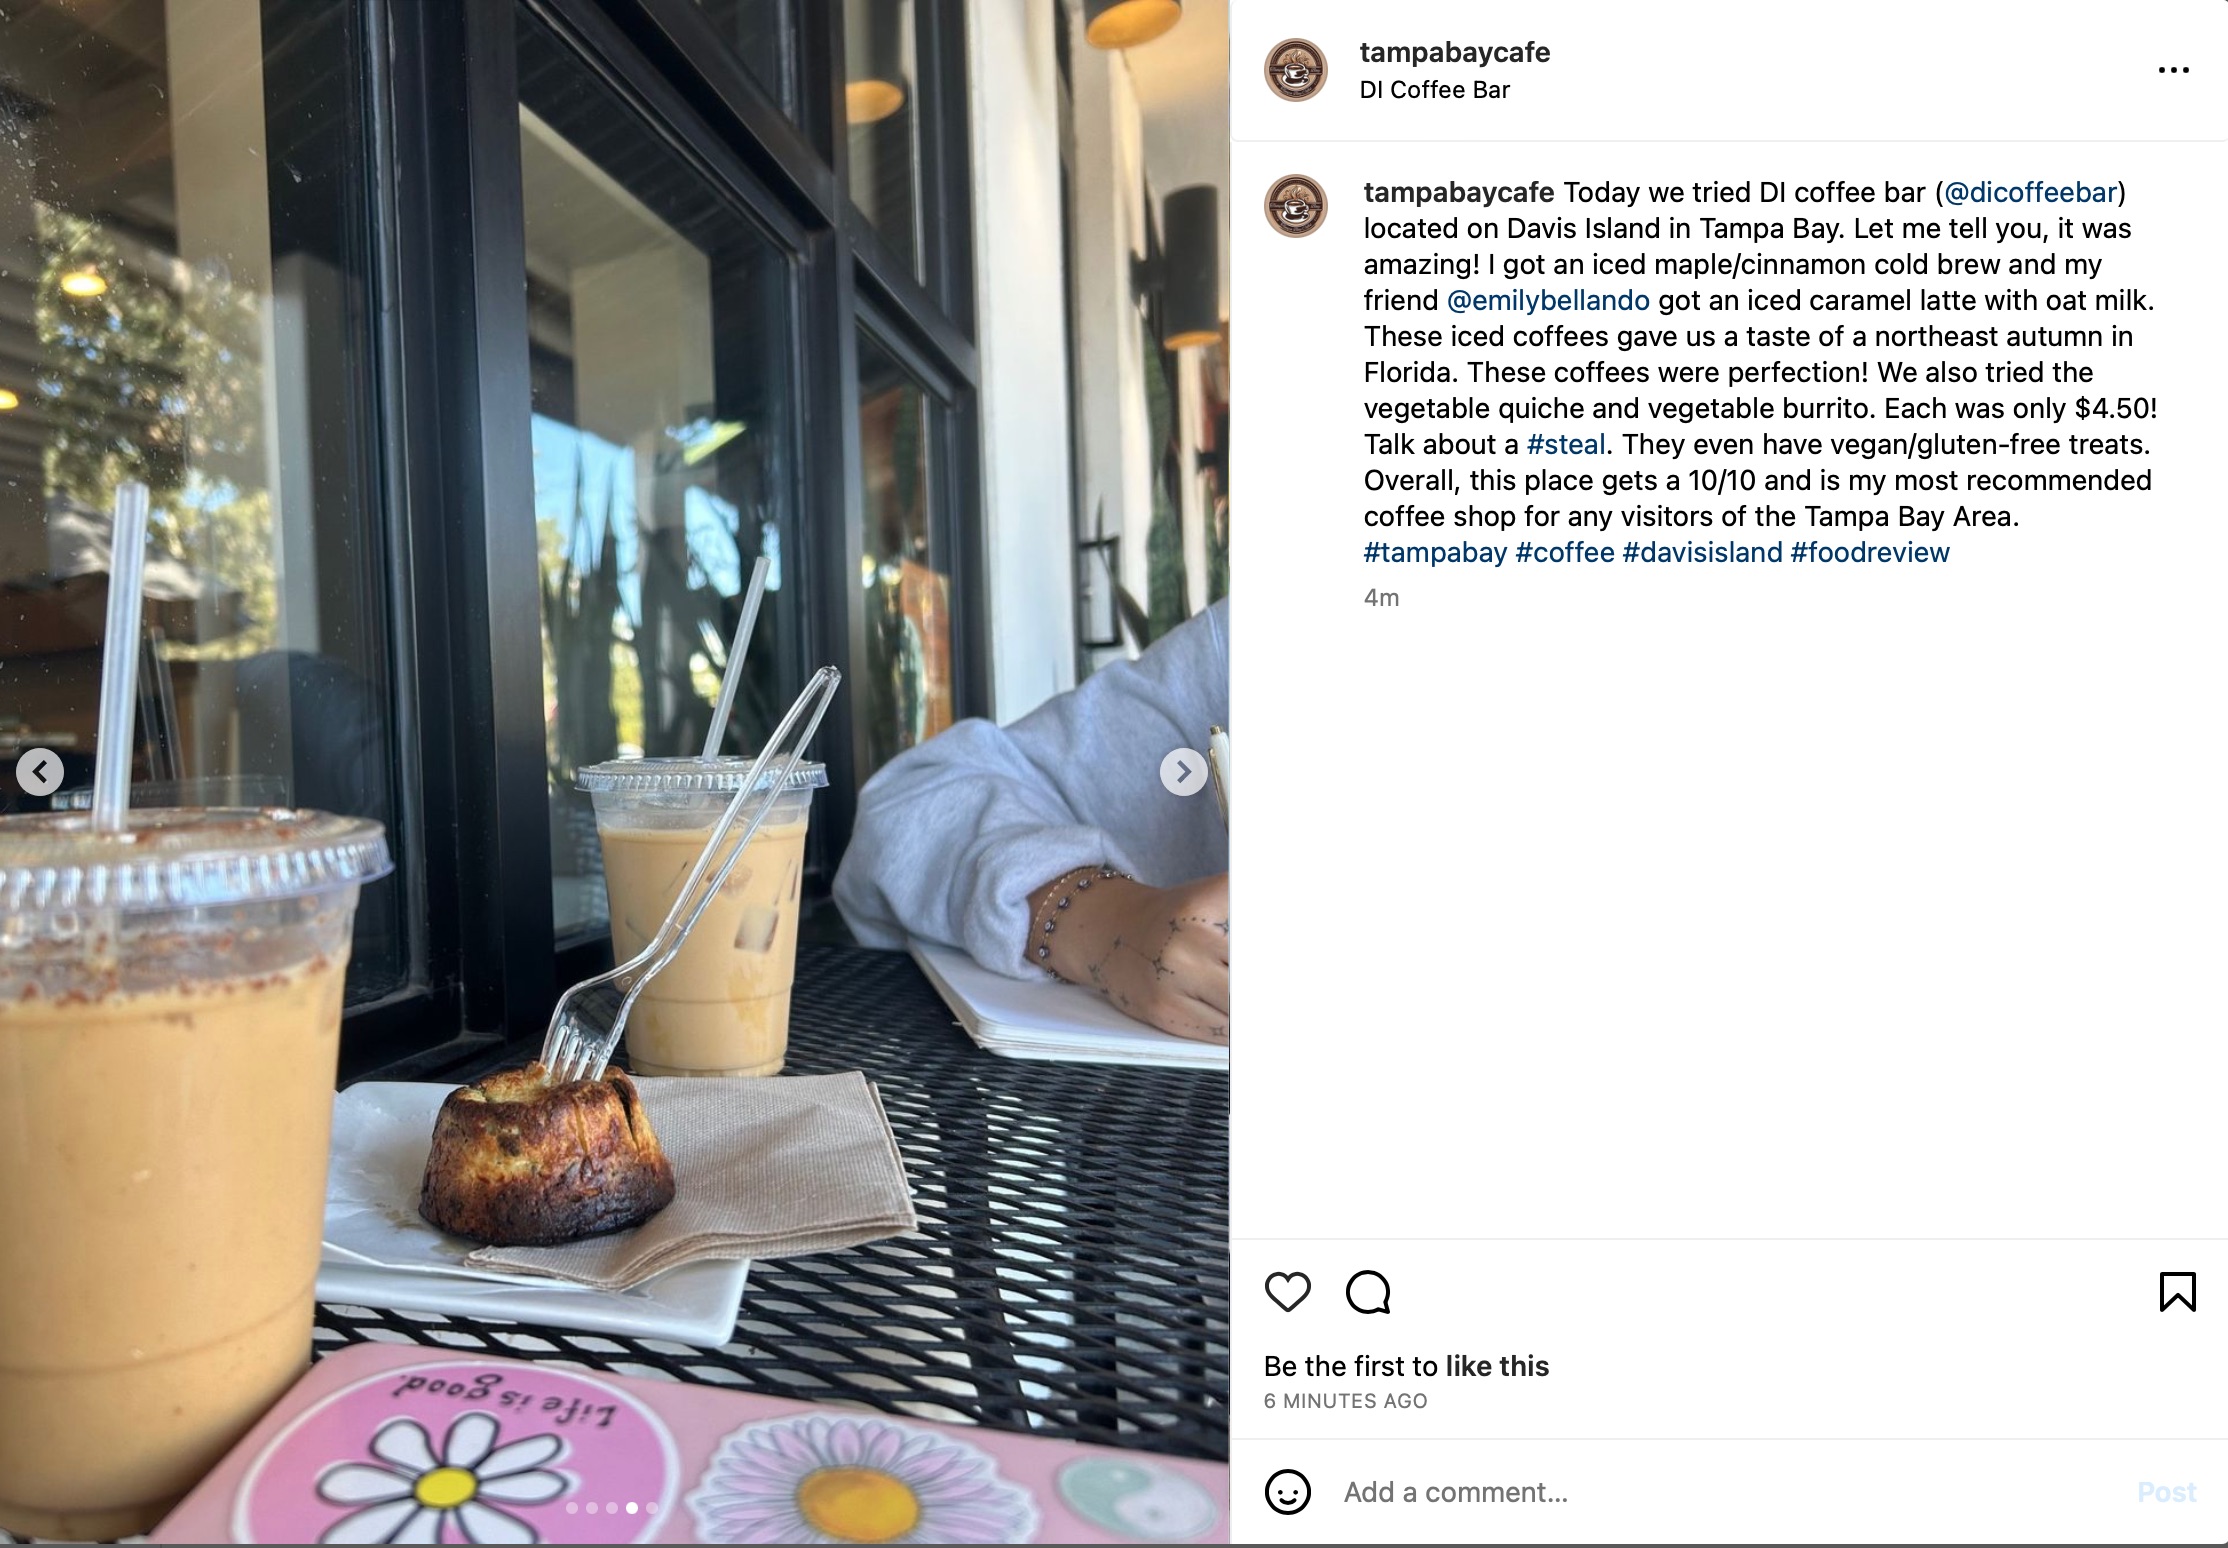 tampabaycafe
DI Coffee Bar
tampabaycafe Today we tried DI coffee bar (@dicoffeebar)
located on Davis Island in Tampa Bay. Let me tell you, it was
amazing! I got an iced maple/cinnamon cold brew and my
friend @emilybellando got an iced caramel latte with oat milk.
These iced coffees gave us a taste of a northeast autumn in
Florida. These coffees were perfection! We also tried the
vegetable quiche and vegetable burrito. Each was only $4.50!
Talk about a #steal. They even have vegan/gluten-free treats.
Overall, this place gets a 10/10 and is my most recommended
coffee shop for any visitors of the Tampa Bay Area.
#tampabay #coffee #davisisland #foodreview
4m
Be the first to like this
6 MINUTES AGO
Add a comment...
Post
Life is good.